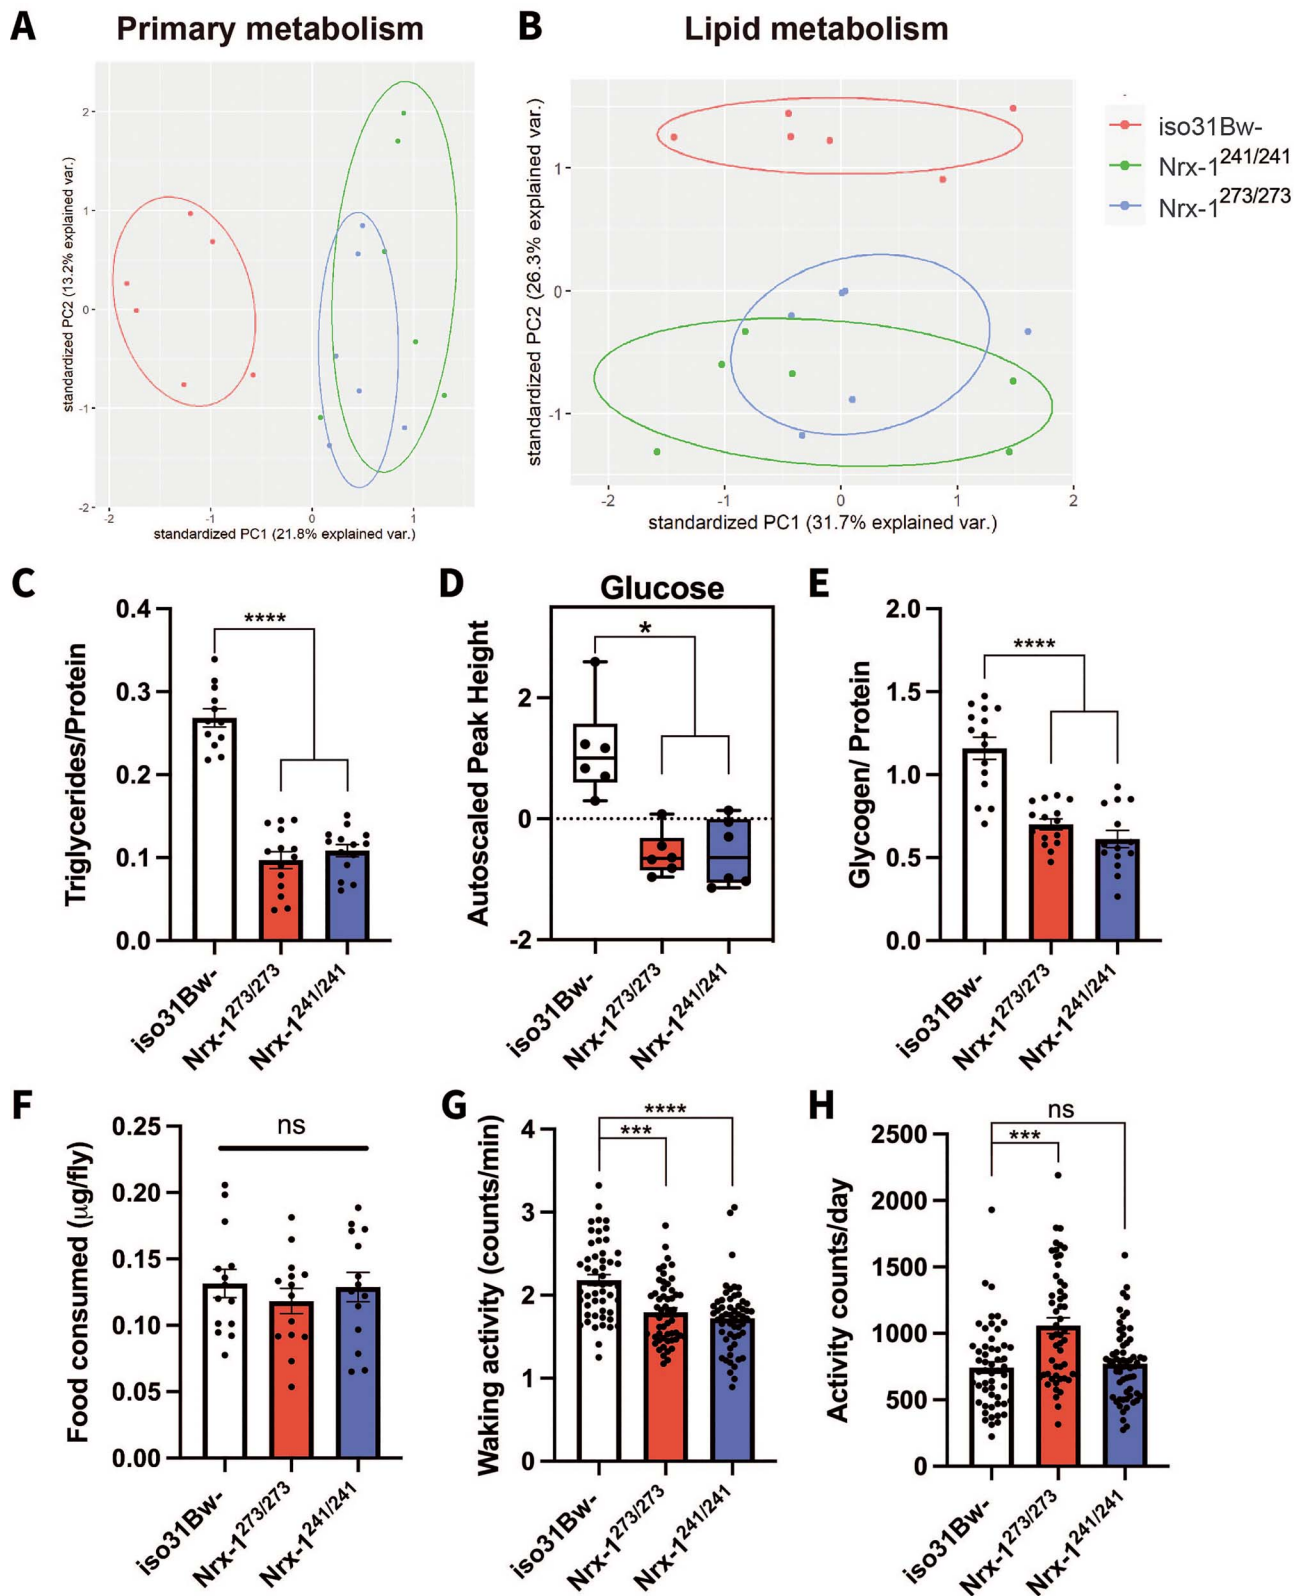 A Primary metabolism
standardized PC2 (13.2% explained var.)
2
1
0
-1
-2
-2 -1 0 1
standardized PC1 (21.8% explained var.)
B Lipid metabolism
standardized PC2 (26.3% explained var.)
1
0
-1
-2 -1 0 1 2
standardized PC1 (31.7% explained var.)
iso31Bw-
Nrx-1241/241
Nrx-1273/273
C
Triglycerides/Protein
0.4
0.3
0.2
0.1
0.0
****
iso31Bw-
Nrx-1273/273
Nrx-1241/241
D
Glucose
Autoscaled Peak Height
2
0
-2
*
iso31Bw-
Nrx-1273/273
Nrx-1241/241
E
Glycogen/ Protein
2.0
1.5
1.0
0.5
0.0
****
iso31Bw-
Nrx-1273/273
Nrx-1241/241
F
Food consumed (μg/fly)
0.25
0.20
0.15
0.10
0.05
0.00
ns
iso31Bw-
Nrx-1273/273
Nrx-1241/241
G
Waking activity (counts/min)
4
3
2
1
0
****
***
iso31Bw-
Nrx-1273/273
Nrx-1241/241
H
Activity counts/day
2500
2000
1500
1000
500
0
ns
***
iso31Bw-
Nrx-1273/273
Nrx-1241/241